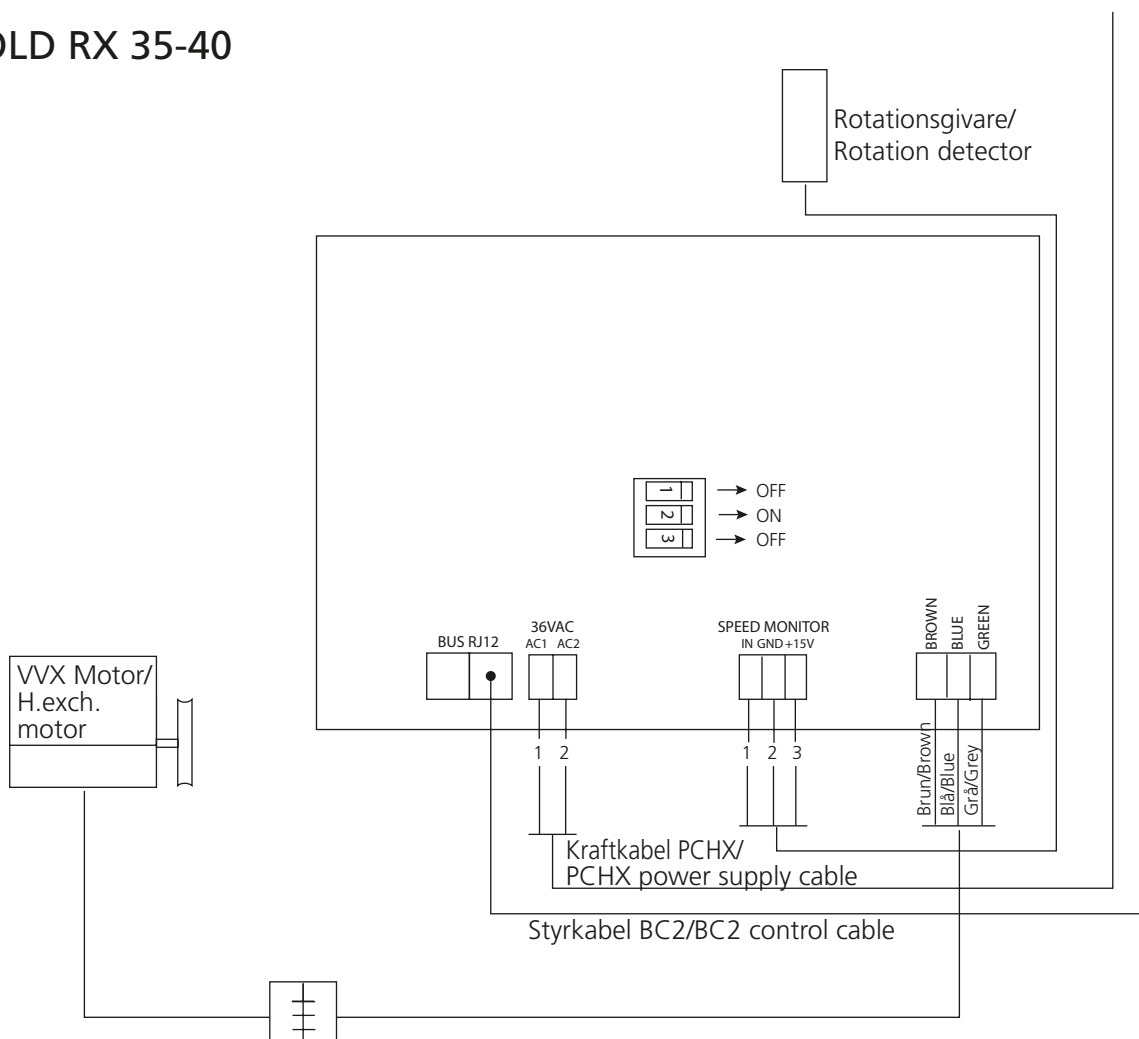 OLD RX 35-40
Rotationsgivare/
Rotation detector
1 OFF
2 ON
3 OFF
BUS RJ12
36VAC
AC1 AC2
SPEED MONITOR
IN GND +15V
BROWN
BLUE
GREEN
VVX Motor/
H.exch.
motor
1 2
1 2 3
Brun/Brown
Blå/Blue
Grå/Grey
Kraftkabel PCHX/
PCHX power supply cable
Styrkabel BC2/BC2 control cable